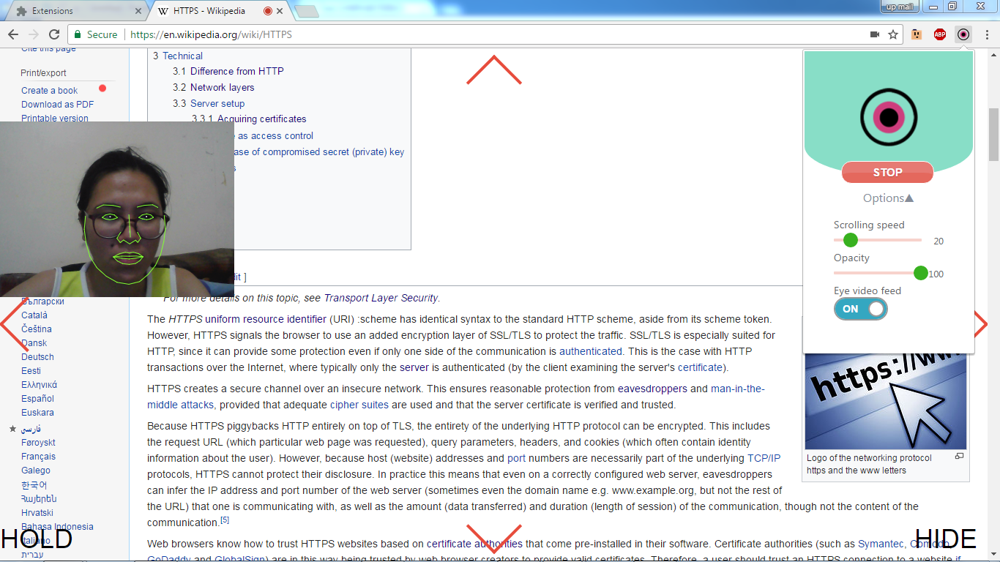 Extensions
HTTPS - Wikipedia
up mail
Secure
https://en.wikipedia.org/wiki/HTTPS
ABP
Cite this page
Print/export
Create a book
Download as PDF
Printable version
Български
Català
Čeština
Dansk
Deutsch
Eesti
Ελληνικά
Español
Euskara
فارسی
Føroyskt
Français
Galego
한국어
Հայերեն
Hrvatski
Bahasa Indonesia
Italiano
עברית
HOLD
3 Technical
3.1 Difference from HTTP
3.2 Network layers
3.3 Server setup
3.3.1 Acquiring certificates
as access control
ase of compromised secret (private) key
s
dit ]
For more details on this topic, see Transport Layer Security.
The HTTPS uniform resource identifier (URI) :scheme has identical syntax to the standard HTTP scheme, aside from its scheme token.
However, HTTPS signals the browser to use an added encryption layer of SSL/TLS to protect the traffic. SSL/TLS is especially suited for
HTTP, since it can provide some protection even if only one side of the communication is authenticated. This is the case with HTTP
transactions over the Internet, where typically only the server is authenticated (by the client examining the server's certificate).
HTTPS creates a secure channel over an insecure network. This ensures reasonable protection from eavesdroppers and man-in-the-
middle attacks, provided that adequate cipher suites are used and that the server certificate is verified and trusted.
Because HTTPS piggybacks HTTP entirely on top of TLS, the entirety of the underlying HTTP protocol can be encrypted. This includes
the request URL (which particular web page was requested), query parameters, headers, and cookies (which often contain identity
information about the user). However, because host (website) addresses and port numbers are necessarily part of the underlying TCP/IP
protocols, HTTPS cannot protect their disclosure. In practice this means that even on a correctly configured web server, eavesdroppers
can infer the IP address and port number of the web server (sometimes even the domain name e.g. www.example.org, but not the rest of
the URL) that one is communicating with, as well as the amount (data transferred) and duration (length of session) of the communication, though not the content of the
communication.[5]
Web browsers know how to trust HTTPS websites based on certificate authorities that come pre-installed in their software. Certificate authorities (such as Symantec, Comodo,
GoDaddy and GlobalSign) are in this way being trusted by web browser creators to provide valid certificates. Therefore, a user should trust an HTTPS connection to a website if
STOP
Options▲
Scrolling speed
20
Opacity
100
Eye video feed
ON
https://ww
Logo of the networking protocol
https and the www letters
HIDE